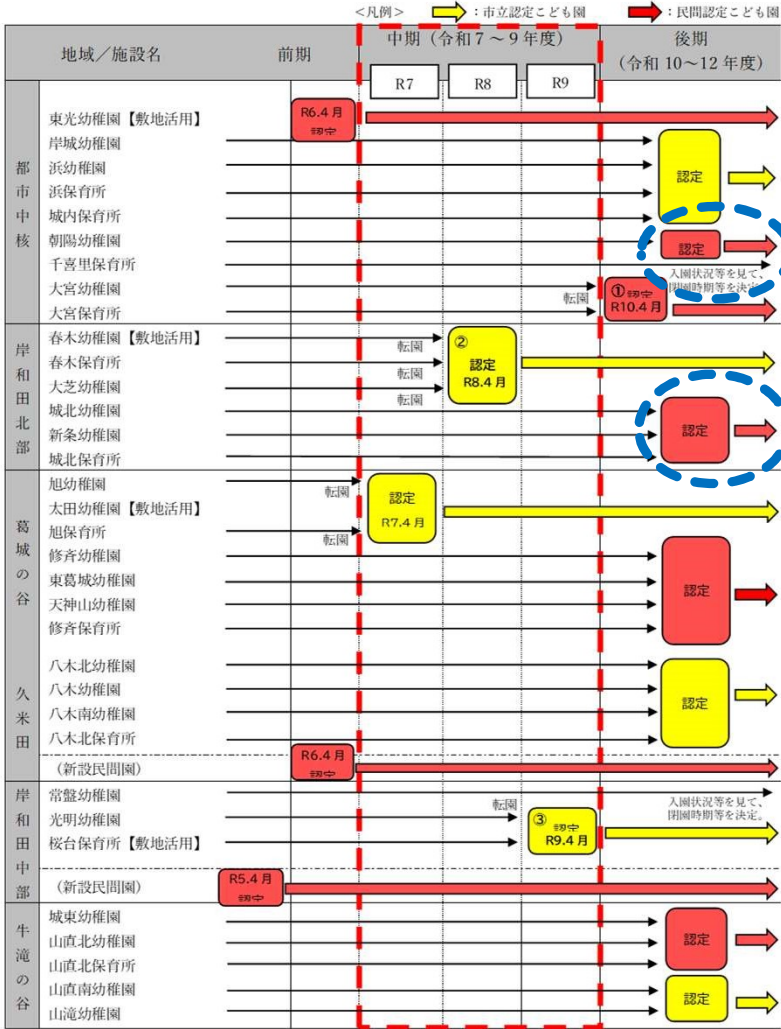 <凡例> ：市立認定こども園 ：民間認定こども園
地域／施設名 前期 中期（令和7～9年度） 後期
（令和10～12年度）
R7 R8 R9
都市中核
東光幼稚園【敷地活用】 R6.4月
認定
岸城幼稚園
浜幼稚園 認定
浜保育所
城内保育所
朝陽幼稚園 認定
千喜里保育所 入園状況等を見て、
閉園時期等を決定。
大宮幼稚園 転園 ①認定
大宮保育所 R10.4月
岸和田北部
春木幼稚園【敷地活用】 転園 ②
春木保育所 転園 認定
大芝幼稚園 転園 R8.4月
城北幼稚園
新条幼稚園 認定
城北保育所
葛城の谷
旭幼稚園 転園 認定
太田幼稚園【敷地活用】 R7.4月
旭保育所 転園
修斉幼稚園
東葛城幼稚園 認定
天神山幼稚園
修斉保育所
久米田
八木北幼稚園
八木幼稚園 認定
八木南幼稚園
八木北保育所
（新設民間園） R6.4月
認定
岸和田中部
常盤幼稚園 入園状況等を見て、
閉園時期等を決定。
光明幼稚園 転園 ③認定
桜台保育所【敷地活用】 R9.4月
（新設民間園） R5.4月
認定
牛滝の谷
城東幼稚園
山直北幼稚園 認定
山直北保育所
山直南幼稚園 認定
山滝幼稚園